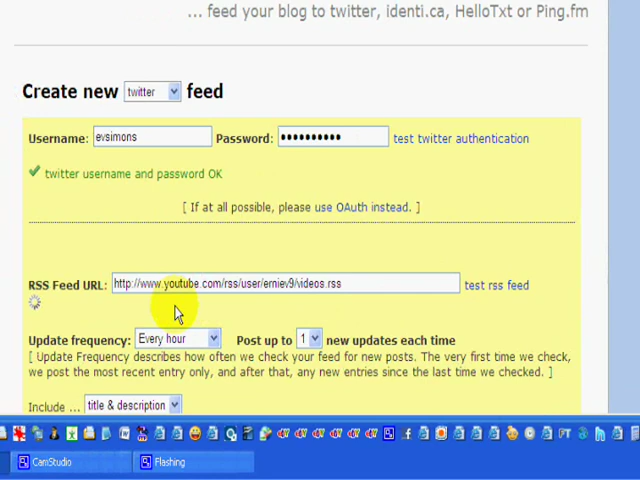 ... feed your blog to twitter, identi.ca, HelloTxt or Ping.fm
Create new twitter feed
Username: evsimons Password: •••••••••• test twitter authentication
twitter username and password OK
[ If at all possible, please use OAuth instead. ]
RSS Feed URL: http://www.youtube.com/rss/user/erniev9/videos.rss test rss feed
Update frequency: Every hour Post up to 1 new updates each time
[ Update Frequency describes how often we check your feed for new posts. The very first time we check,
we post the most recent entry only, and after that, any new entries since the last time we checked. ]
Include ... title & description
CamStudio Flashing